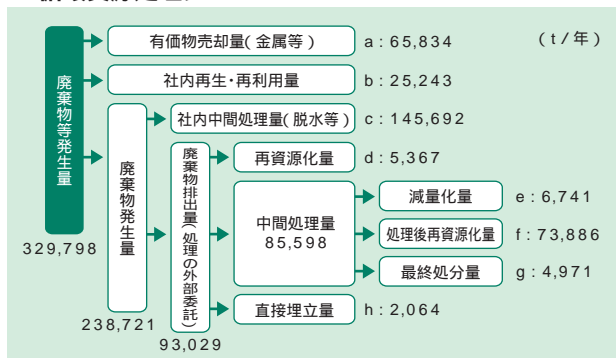 有価物売却量(金属等) a:65,834 (t/年)
社内再生・再利用量 b:25,243
廃棄物等発生量
329,798
社内中間処理量(脱水等) c:145,692
廃棄物発生量
238,721
廃棄物排出量(処理の外部委託)
93,029
再資源化量 d:5,367
中間処理量
85,598
減量化量 e:6,741
処理後再資源化量 f:73,886
最終処分量 g:4,971
直接埋立量 h:2,064